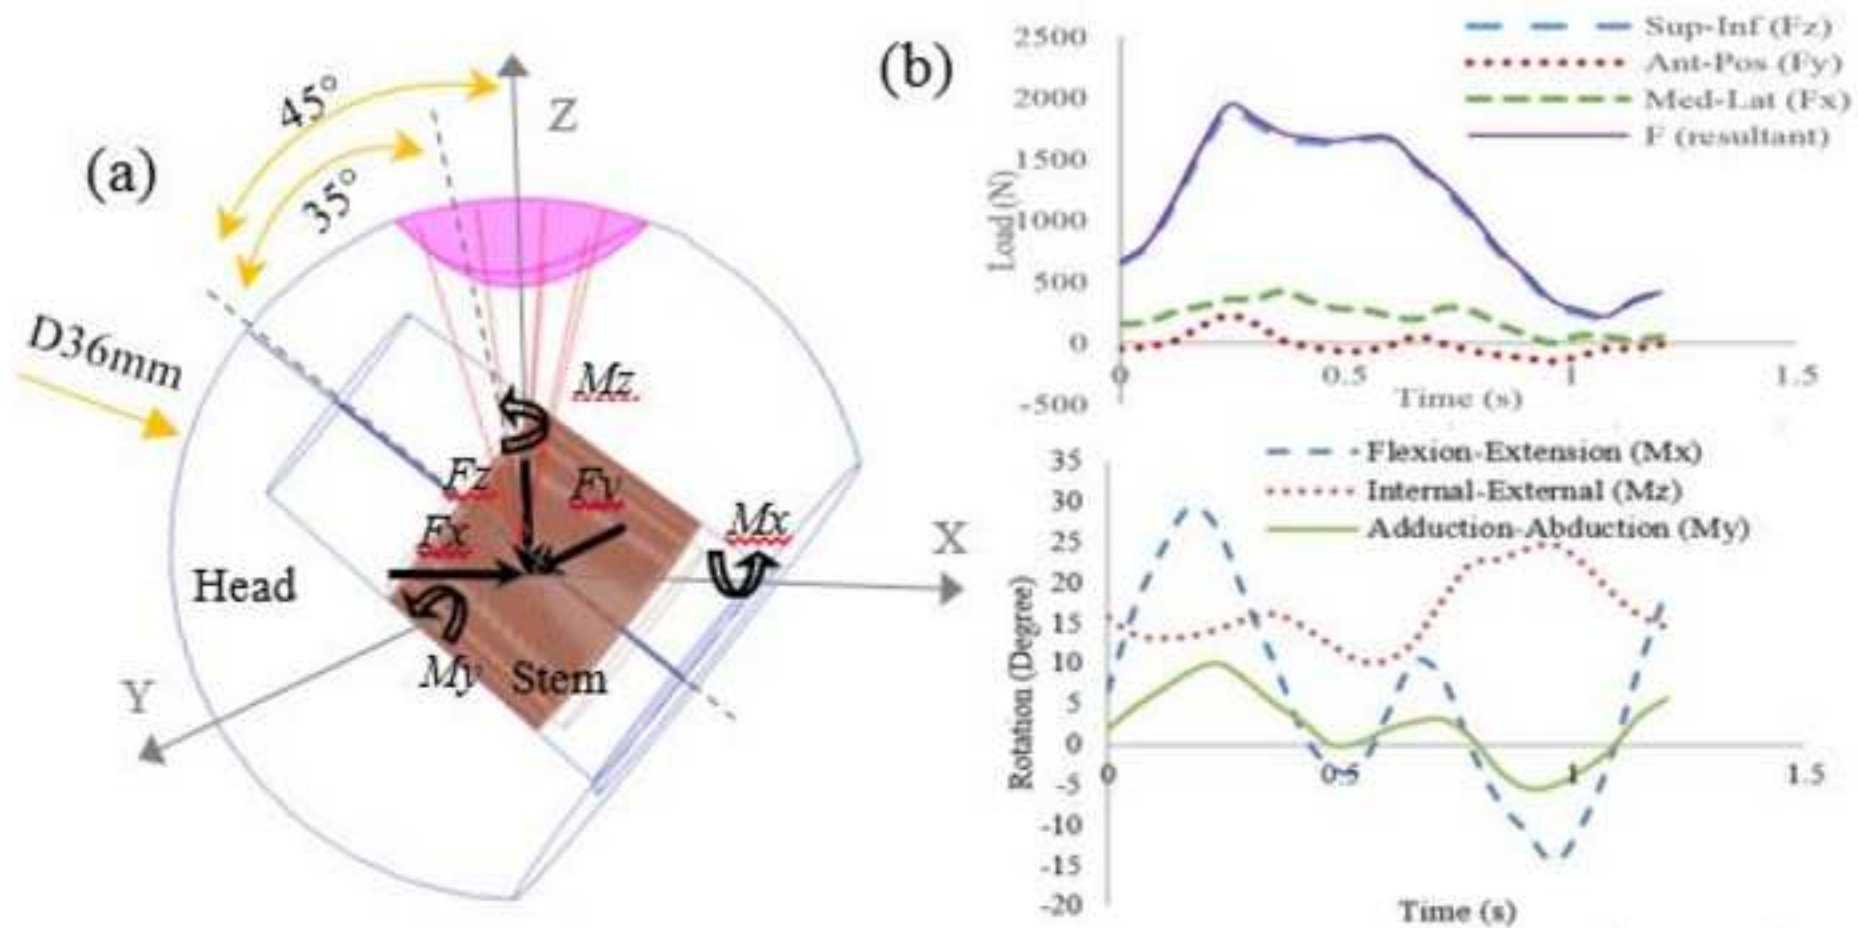 (a)
45°
35°
Z
D36mm
Mz
Fz
Fy
Fx
Mx
X
Head
My
Stem
Y
(b)
Sup-Inf (Fz)
Ant-Pos (Fy)
Med-Lat (Fx)
F (resultant)
2500
2000
1500
1000
500
0
-500
Load (N)
0 0.5 1 1.5
Time (s)
Flexion-Extension (Mx)
Internal-External (Mz)
Adduction-Abduction (My)
35
30
25
20
15
10
5
0
-5
-10
-15
-20
Rotation (Degree)
0 0.5 1 1.5
Time (s)